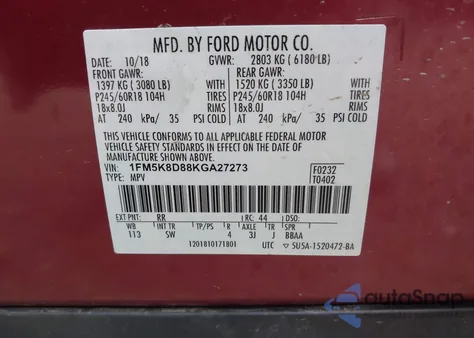 MFD. BY FORD MOTOR CO.
10/18 GVWR: 2803 KG ( 6180 LB)
FRONT GAWR: REAR GAWR:
1397 KG ( 3080 LB) 1520 KG ( 3350 LB)
P245/60R18 104H TIRES P245/60R18 104H TIRES
18x8.0J RIMS 18x8.0J RIMS
AT 240 kPa/ 35 PSI COLD AT 240 kPa/ 35 PSI COLD
THIS VEHICLE CONFORMS TO ALL APPLICABLE FEDERAL MOTOR
VEHICLE SAFETY STANDARDS IN EFFECT ON THE DATE OF
MANUFACTURE SHOWN ABOVE.
VIN: 1FM5K8D88KGA27273 F0232
TYPE: MPV T0402
EXT PNT: RR RC: 44 DSO:
WB INT TR TP/PS R AXLE TR SPR
113 SW 4 3J J BBAA
1201810171801 UTC 5U5A-1520472-BA
autoSnap